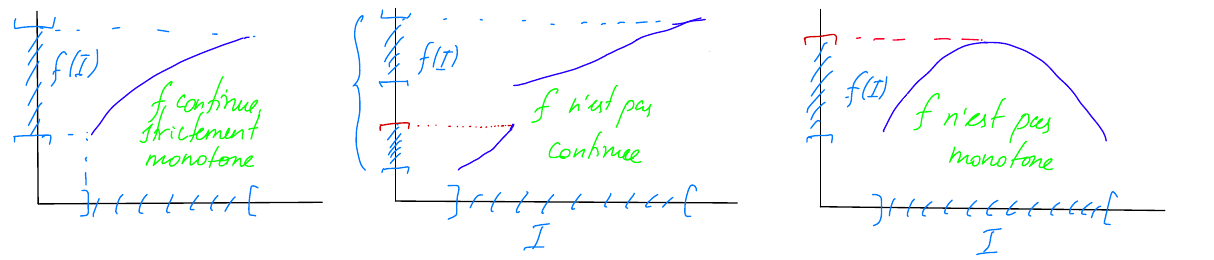 f(I)
f continue,
strictement
monotone
f(I)
f n'est pas
continue
I
f(I)
f n'est pas
monotone
I